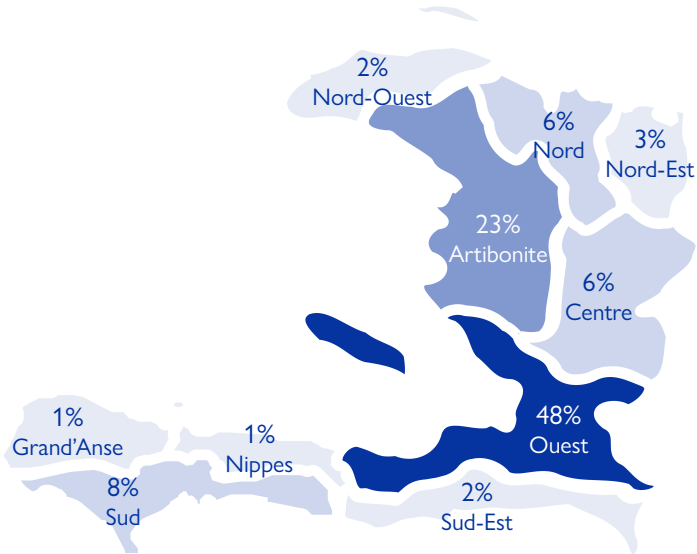 2%
Nord-Ouest
6%
Nord
3%
Nord-Est
23%
Artibonite
6%
Centre
1%
Grand’Anse
1%
Nippes
48%
Ouest
8%
Sud
2%
Sud-Est